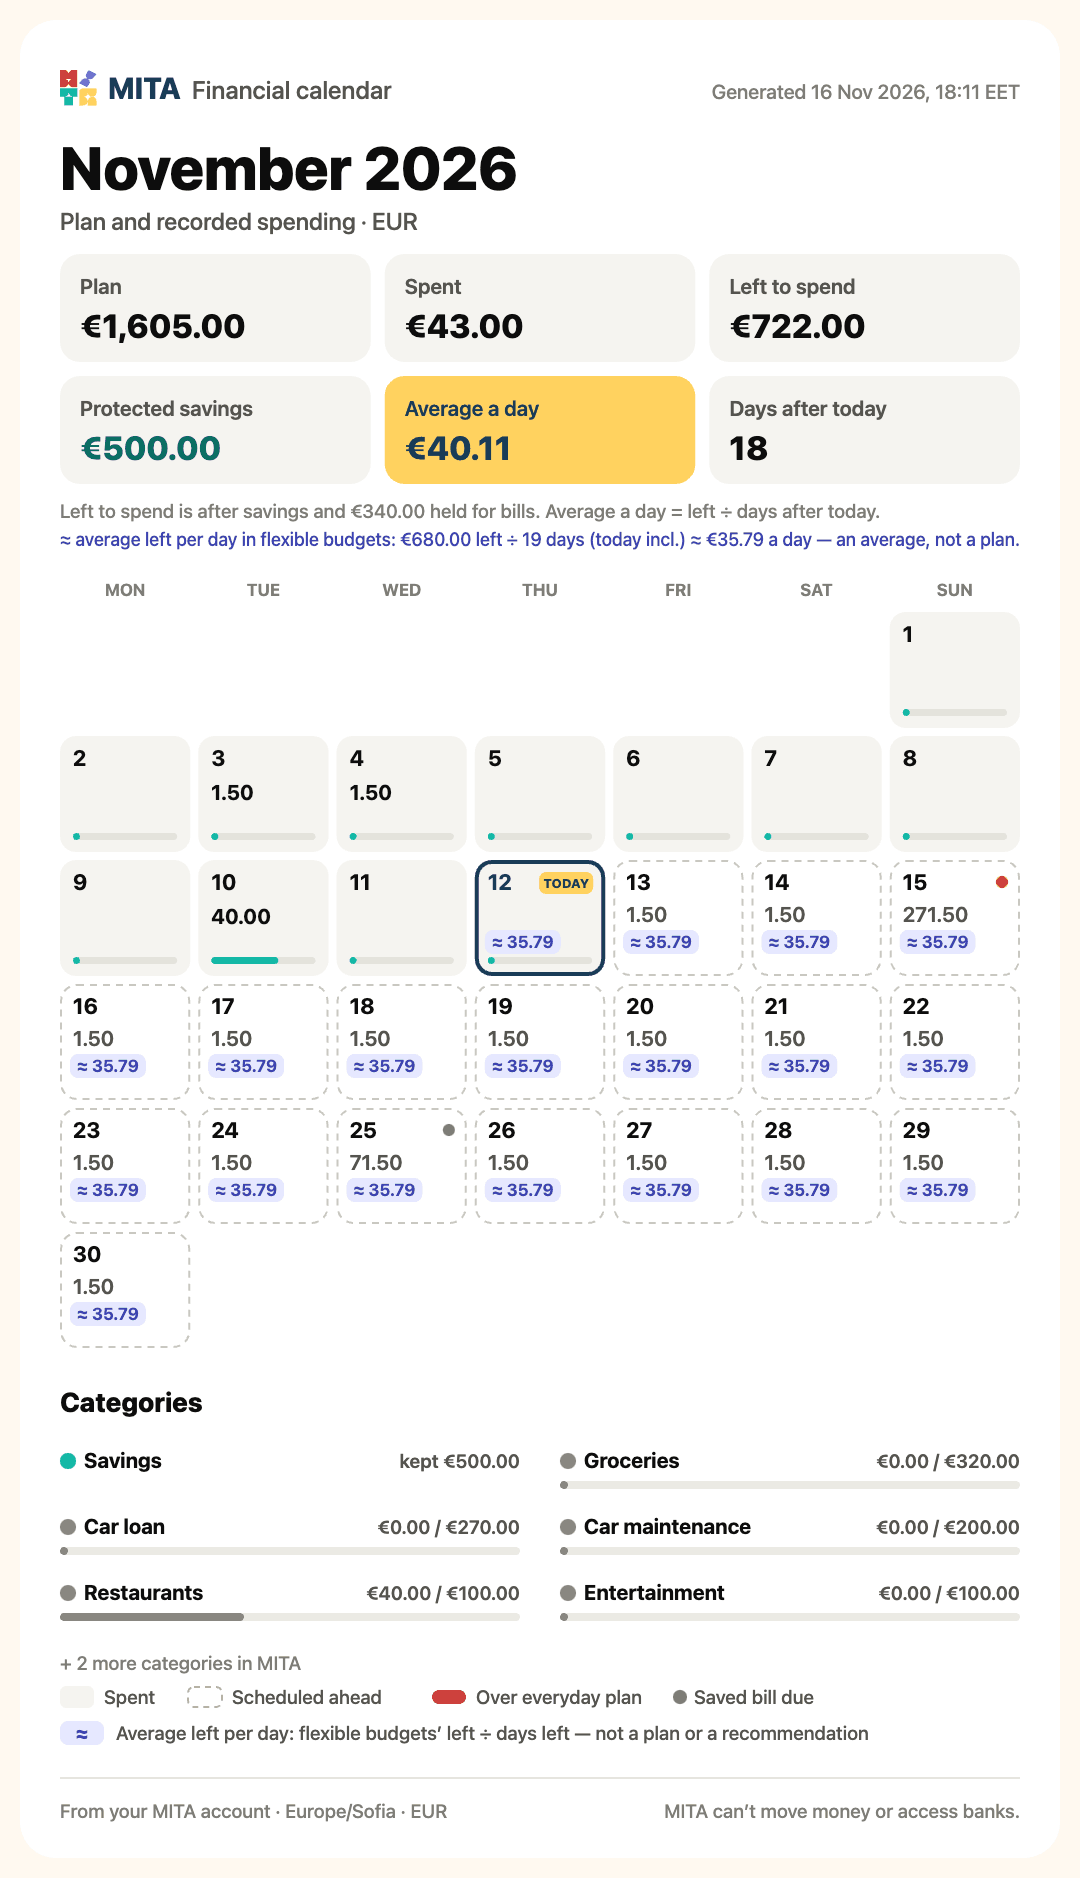 MITA Financial calendar
Generated 16 Nov 2026, 18:11 EET
November 2026
Plan and recorded spending · EUR
Plan
€1,605.00
Spent
€43.00
Left to spend
€722.00
Protected savings
€500.00
Average a day
€40.11
Days after today
18
Left to spend is after savings and €340.00 held for bills. Average a day = left ÷ days after today.
≈ average left per day in flexible budgets: €680.00 left ÷ 19 days (today incl.) ≈ €35.79 a day — an average, not a plan.
MON TUE WED THU FRI SAT SUN
1
2 3 4 5 6 7 8
1.50 1.50
9 10 11 12 TODAY 13 14 15
40.00 1.50 1.50 271.50
≈ 35.79 ≈ 35.79 ≈ 35.79 ≈ 35.79
16 17 18 19 20 21 22
1.50 1.50 1.50 1.50 1.50 1.50 1.50
≈ 35.79 ≈ 35.79 ≈ 35.79 ≈ 35.79 ≈ 35.79 ≈ 35.79 ≈ 35.79
23 24 25 26 27 28 29
1.50 1.50 71.50 1.50 1.50 1.50 1.50
≈ 35.79 ≈ 35.79 ≈ 35.79 ≈ 35.79 ≈ 35.79 ≈ 35.79 ≈ 35.79
30
1.50
≈ 35.79
Categories
Savings kept €500.00
Groceries €0.00 / €320.00
Car loan €0.00 / €270.00
Car maintenance €0.00 / €200.00
Restaurants €40.00 / €100.00
Entertainment €0.00 / €100.00
+ 2 more categories in MITA
Spent Scheduled ahead Over everyday plan Saved bill due
≈ Average left per day: flexible budgets’ left ÷ days left — not a plan or a recommendation
From your MITA account · Europe/Sofia · EUR
MITA can’t move money or access banks.